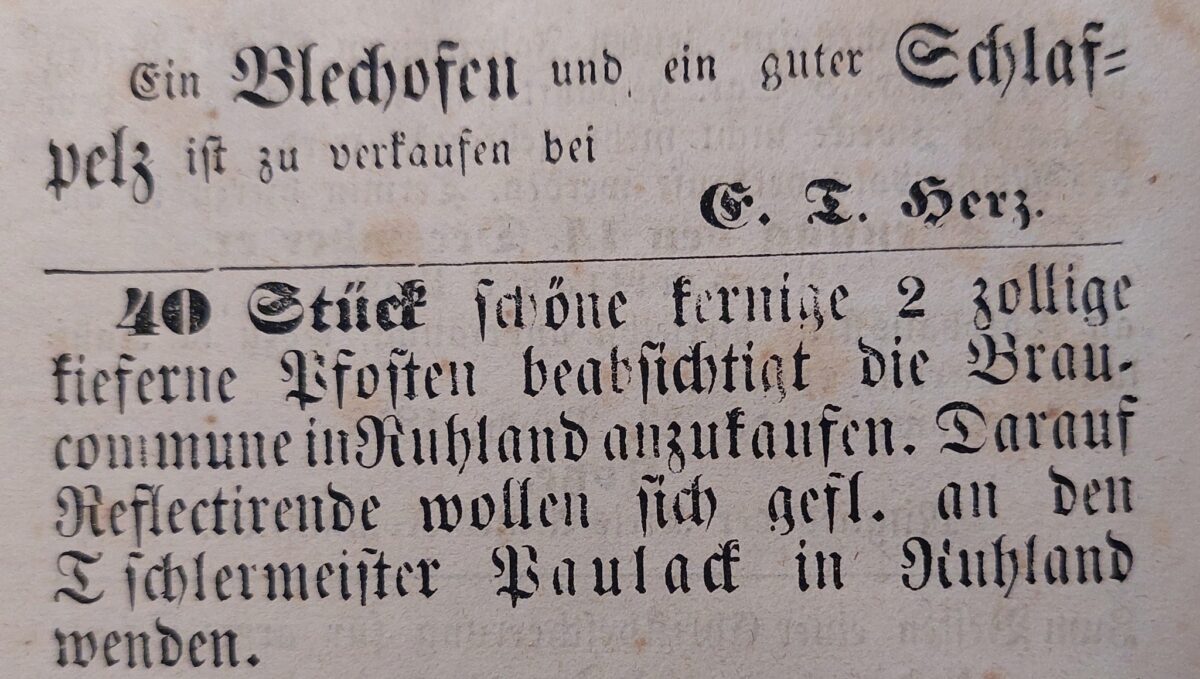 Ein Blechofen und ein guter Schlaf-
pelz ist zu verkaufen bei
E. T. Herz.
40 Stück schöne kernige 2 zollige
kieferne Pfosten beabsichtigt die Brau-
commune in Ruhland anzukaufen. Darauf
Reflectirende wollen sich gefl. an den
T schlermeister Paulack in Ruhland
wenden.